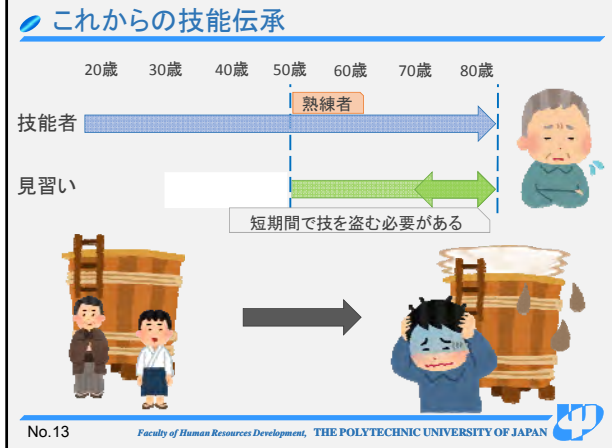 これからの技能伝承
20歳 30歳 40歳 50歳 60歳 70歳 80歳
熟練者
技能者
見習い
短期間で技を盗む必要がある
No.13
Faculty of Human Resources Development, THE POLYTECHNIC UNIVERSITY OF JAPAN